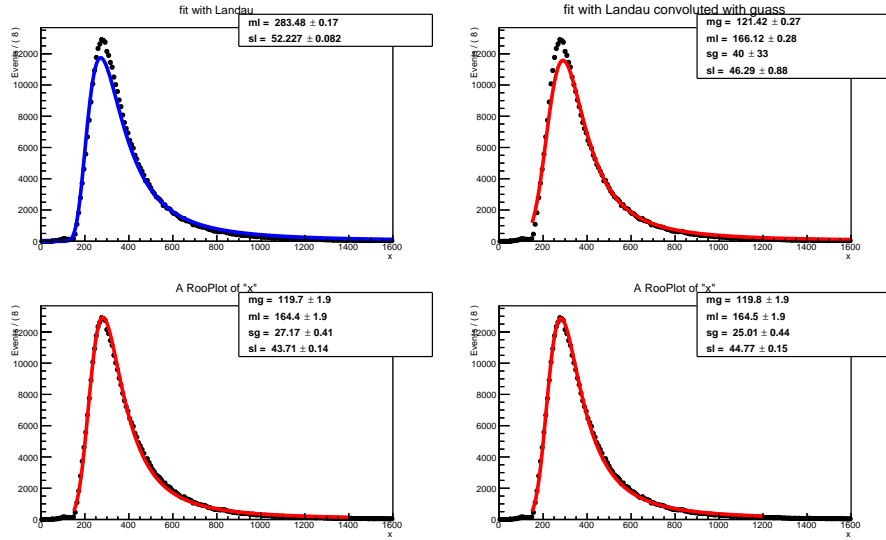 fit with Landau
ml = 283.48 ± 0.17
sl = 52.227 ± 0.082
Events / ( 8 )
12000
10000
8000
6000
4000
2000
0
0 200 400 600 800 1000 1200 1400 1600
x
fit with Landau convoluted with guass
mg = 121.42 ± 0.27
ml = 166.12 ± 0.28
sg = 40 ± 33
sl = 46.29 ± 0.88
Events / ( 8 )
12000
10000
8000
6000
4000
2000
0
0 200 400 600 800 1000 1200 1400 1600
x
A RooPlot of "x"
mg = 119.7 ± 1.9
ml = 164.4 ± 1.9
sg = 27.17 ± 0.41
sl = 43.71 ± 0.14
Events / ( 8 )
12000
10000
8000
6000
4000
2000
0
0 200 400 600 800 1000 1200 1400 1600
x
A RooPlot of "x"
mg = 119.8 ± 1.9
ml = 164.5 ± 1.9
sg = 25.01 ± 0.44
sl = 44.77 ± 0.15
Events / ( 8 )
12000
10000
8000
6000
4000
2000
0
0 200 400 600 800 1000 1200 1400 1600
x